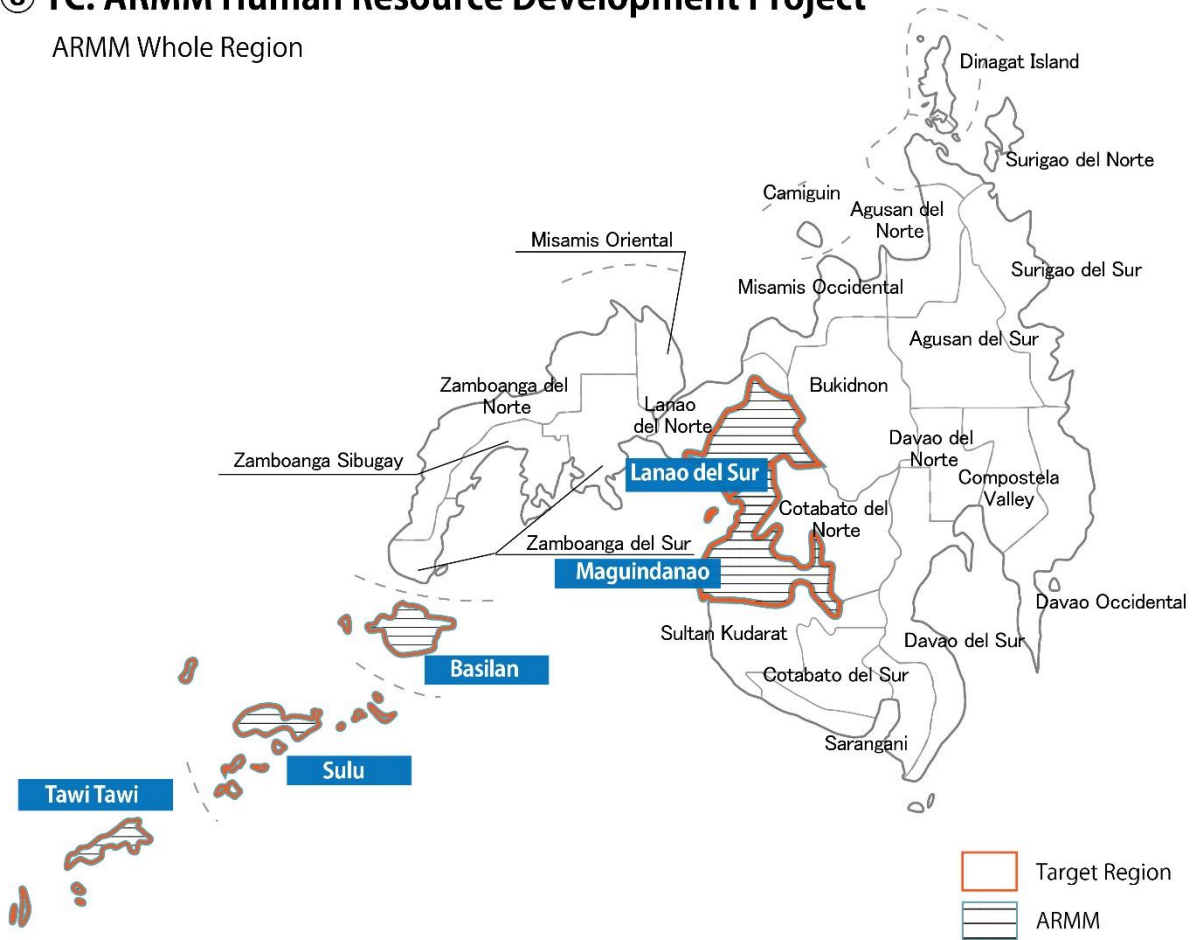 TC: ARMM Human Resource Development Project
ARMM Whole Region
Dinagat Island
Surigao del Norte
Camiguin
Agusan del
Norte
Misamis Oriental
Surigao del Sur
Misamis Occidental
Agusan del Sur
Zamboanga del
Norte
Bukidnon
Lanao
del Norte
Davao del
Norte
Zamboanga Sibugay
Lanao del Sur
Compostela
Valley
Cotabato del
Norte
Zamboanga del Sur
Maguindanao
Davao Occidental
Sultan Kudarat
Davao del Sur
Basilan
Cotabato del Sur
Sarangani
Sulu
Tawi Tawi
Target Region
ARMM